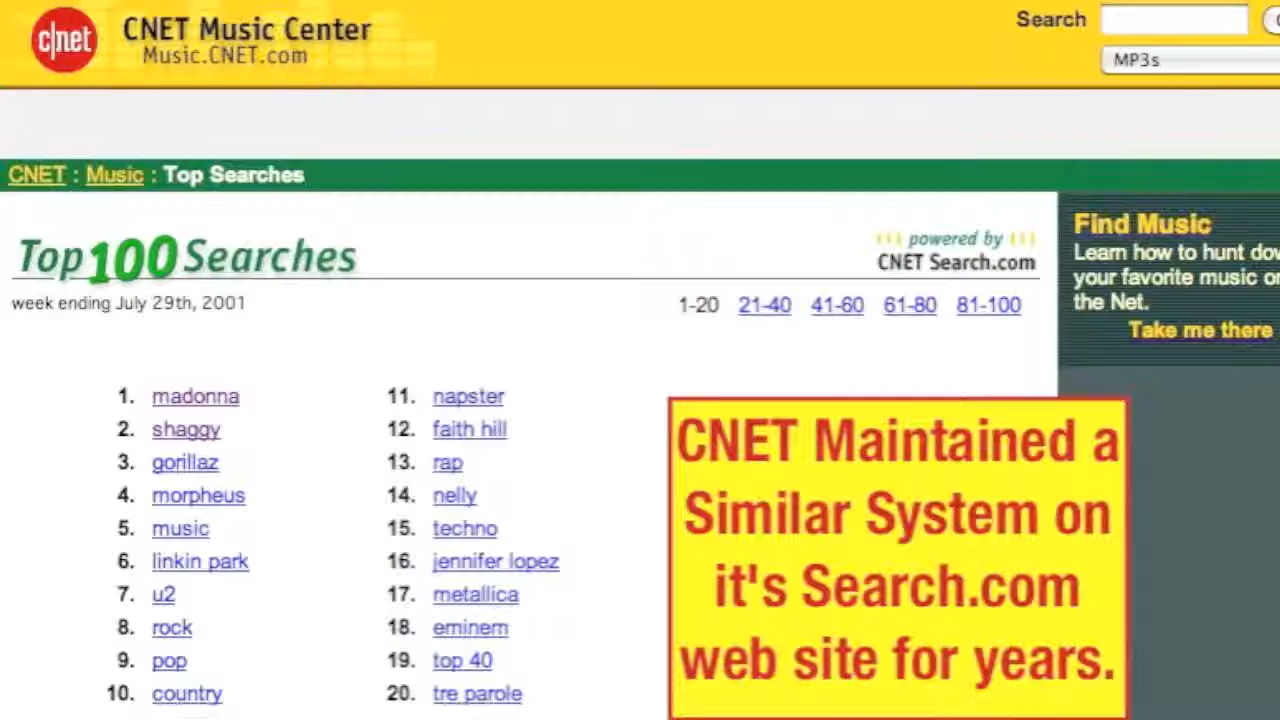 c|net
CNET Music Center
Music.CNET.com
Search
MP3s
CNET : Music : Top Searches
Top 100 Searches
powered by
CNET Search.com
week ending July 29th, 2001
1-20 21-40 41-60 61-80 81-100
Find Music
Learn how to hunt
your favorite music
the Net.
Take me there
1. madonna
2. shaggy
3. gorillaz
4. morpheus
5. music
6. linkin park
7. u2
8. rock
9. pop
10. country
11. napster
12. faith hill
13. rap
14. nelly
15. techno
16. jennifer lopez
17. metallica
18. eminem
19. top 40
20. tre parole
CNET Maintained a
Similar System on
it's Search.com
web site for years.